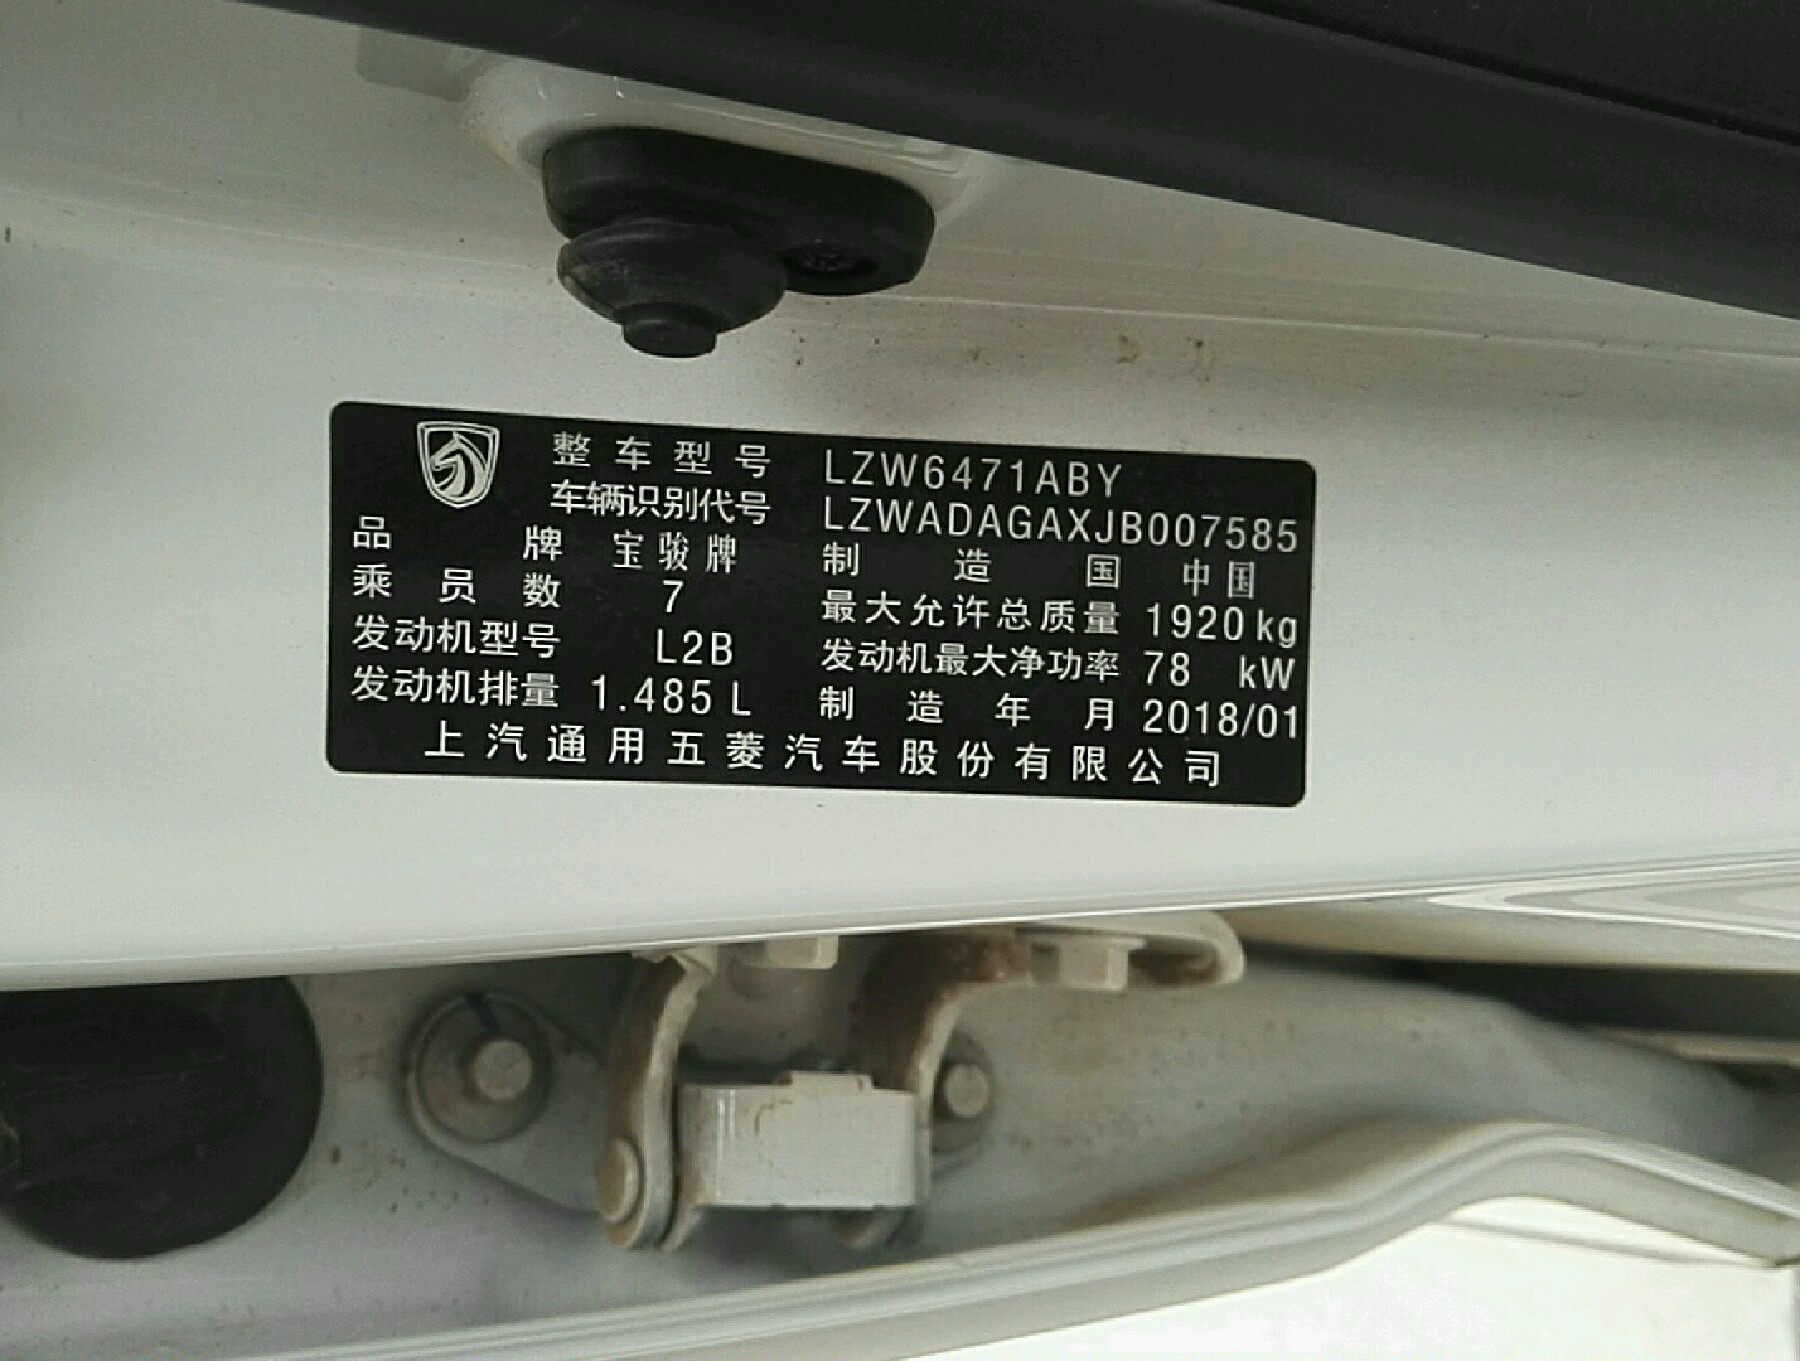 整车型号 LZW6471ABY
车辆识别代号 LZWADAGAXJB007585
品牌 宝骏牌 制造国 中国
乘员数 7 最大允许总质量 1920 kg
发动机型号 L2B 发动机最大净功率 78 kW
发动机排量 1.485 L 制造年月 2018/01
上汽通用五菱汽车股份有限公司